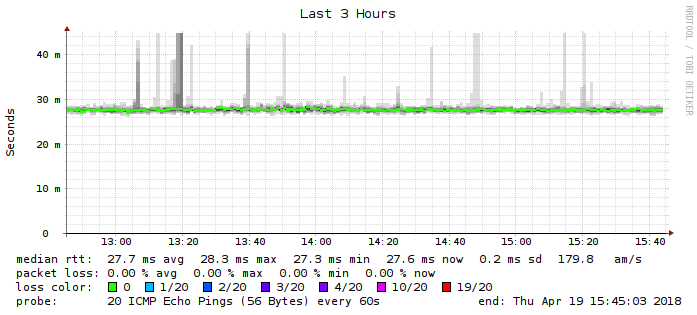 Last 3 Hours
RRDTOOL / TOBI OETIKER
Seconds
40 m
30 m
20 m
10 m
0
13:00 13:20 13:40 14:00 14:20 14:40 15:00 15:20 15:40
median rtt: 27.7 ms avg 28.3 ms max 27.3 ms min 27.6 ms now 0.2 ms sd 179.8 am/s
packet loss: 0.00 % avg 0.00 % max 0.00 % min 0.00 % now
loss color: 0 1/20 2/20 3/20 4/20 10/20 19/20
probe: 20 ICMP Echo Pings (56 Bytes) every 60s end: Thu Apr 19 15:45:03 2018